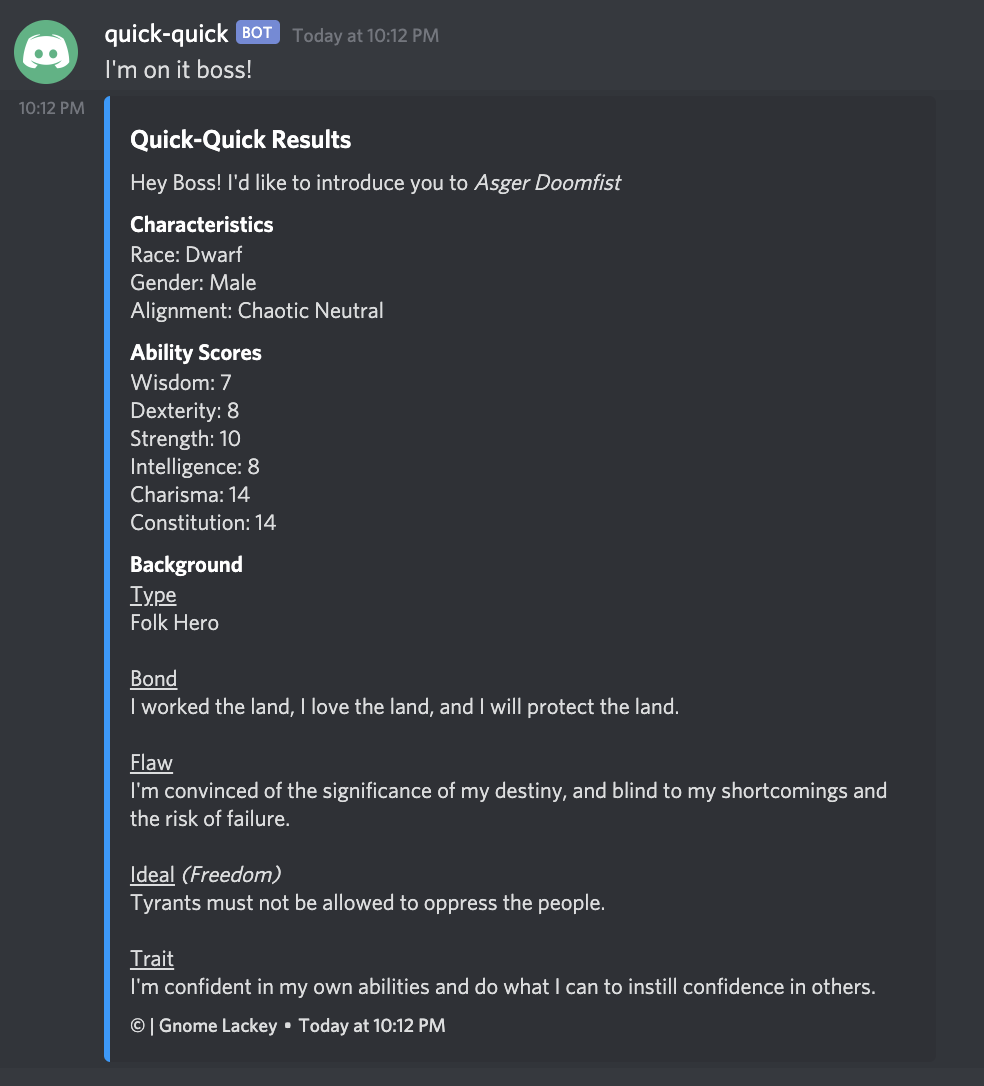 quick-quick BOT Today at 10:12 PM
I'm on it boss!
10:12 PM
Quick-Quick Results
Hey Boss! I'd like to introduce you to Asger Doomfist
Characteristics
Race: Dwarf
Gender: Male
Alignment: Chaotic Neutral
Ability Scores
Wisdom: 7
Dexterity: 8
Strength: 10
Intelligence: 8
Charisma: 14
Constitution: 14
Background
Type
Folk Hero
Bond
I worked the land, I love the land, and I will protect the land.
Flaw
I'm convinced of the significance of my destiny, and blind to my shortcomings and
the risk of failure.
Ideal (Freedom)
Tyrants must not be allowed to oppress the people.
Trait
I'm confident in my own abilities and do what I can to instill confidence in others.
© | Gnome Lackey • Today at 10:12 PM